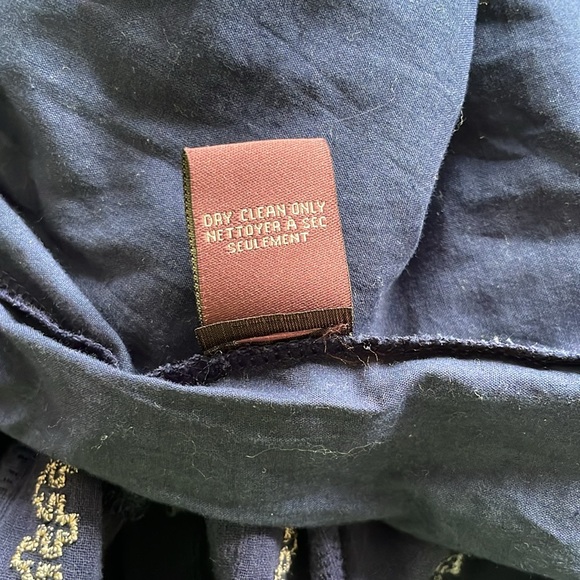 DRY CLEAN ONLY
NETTOYER A SEC
SEULEMENT